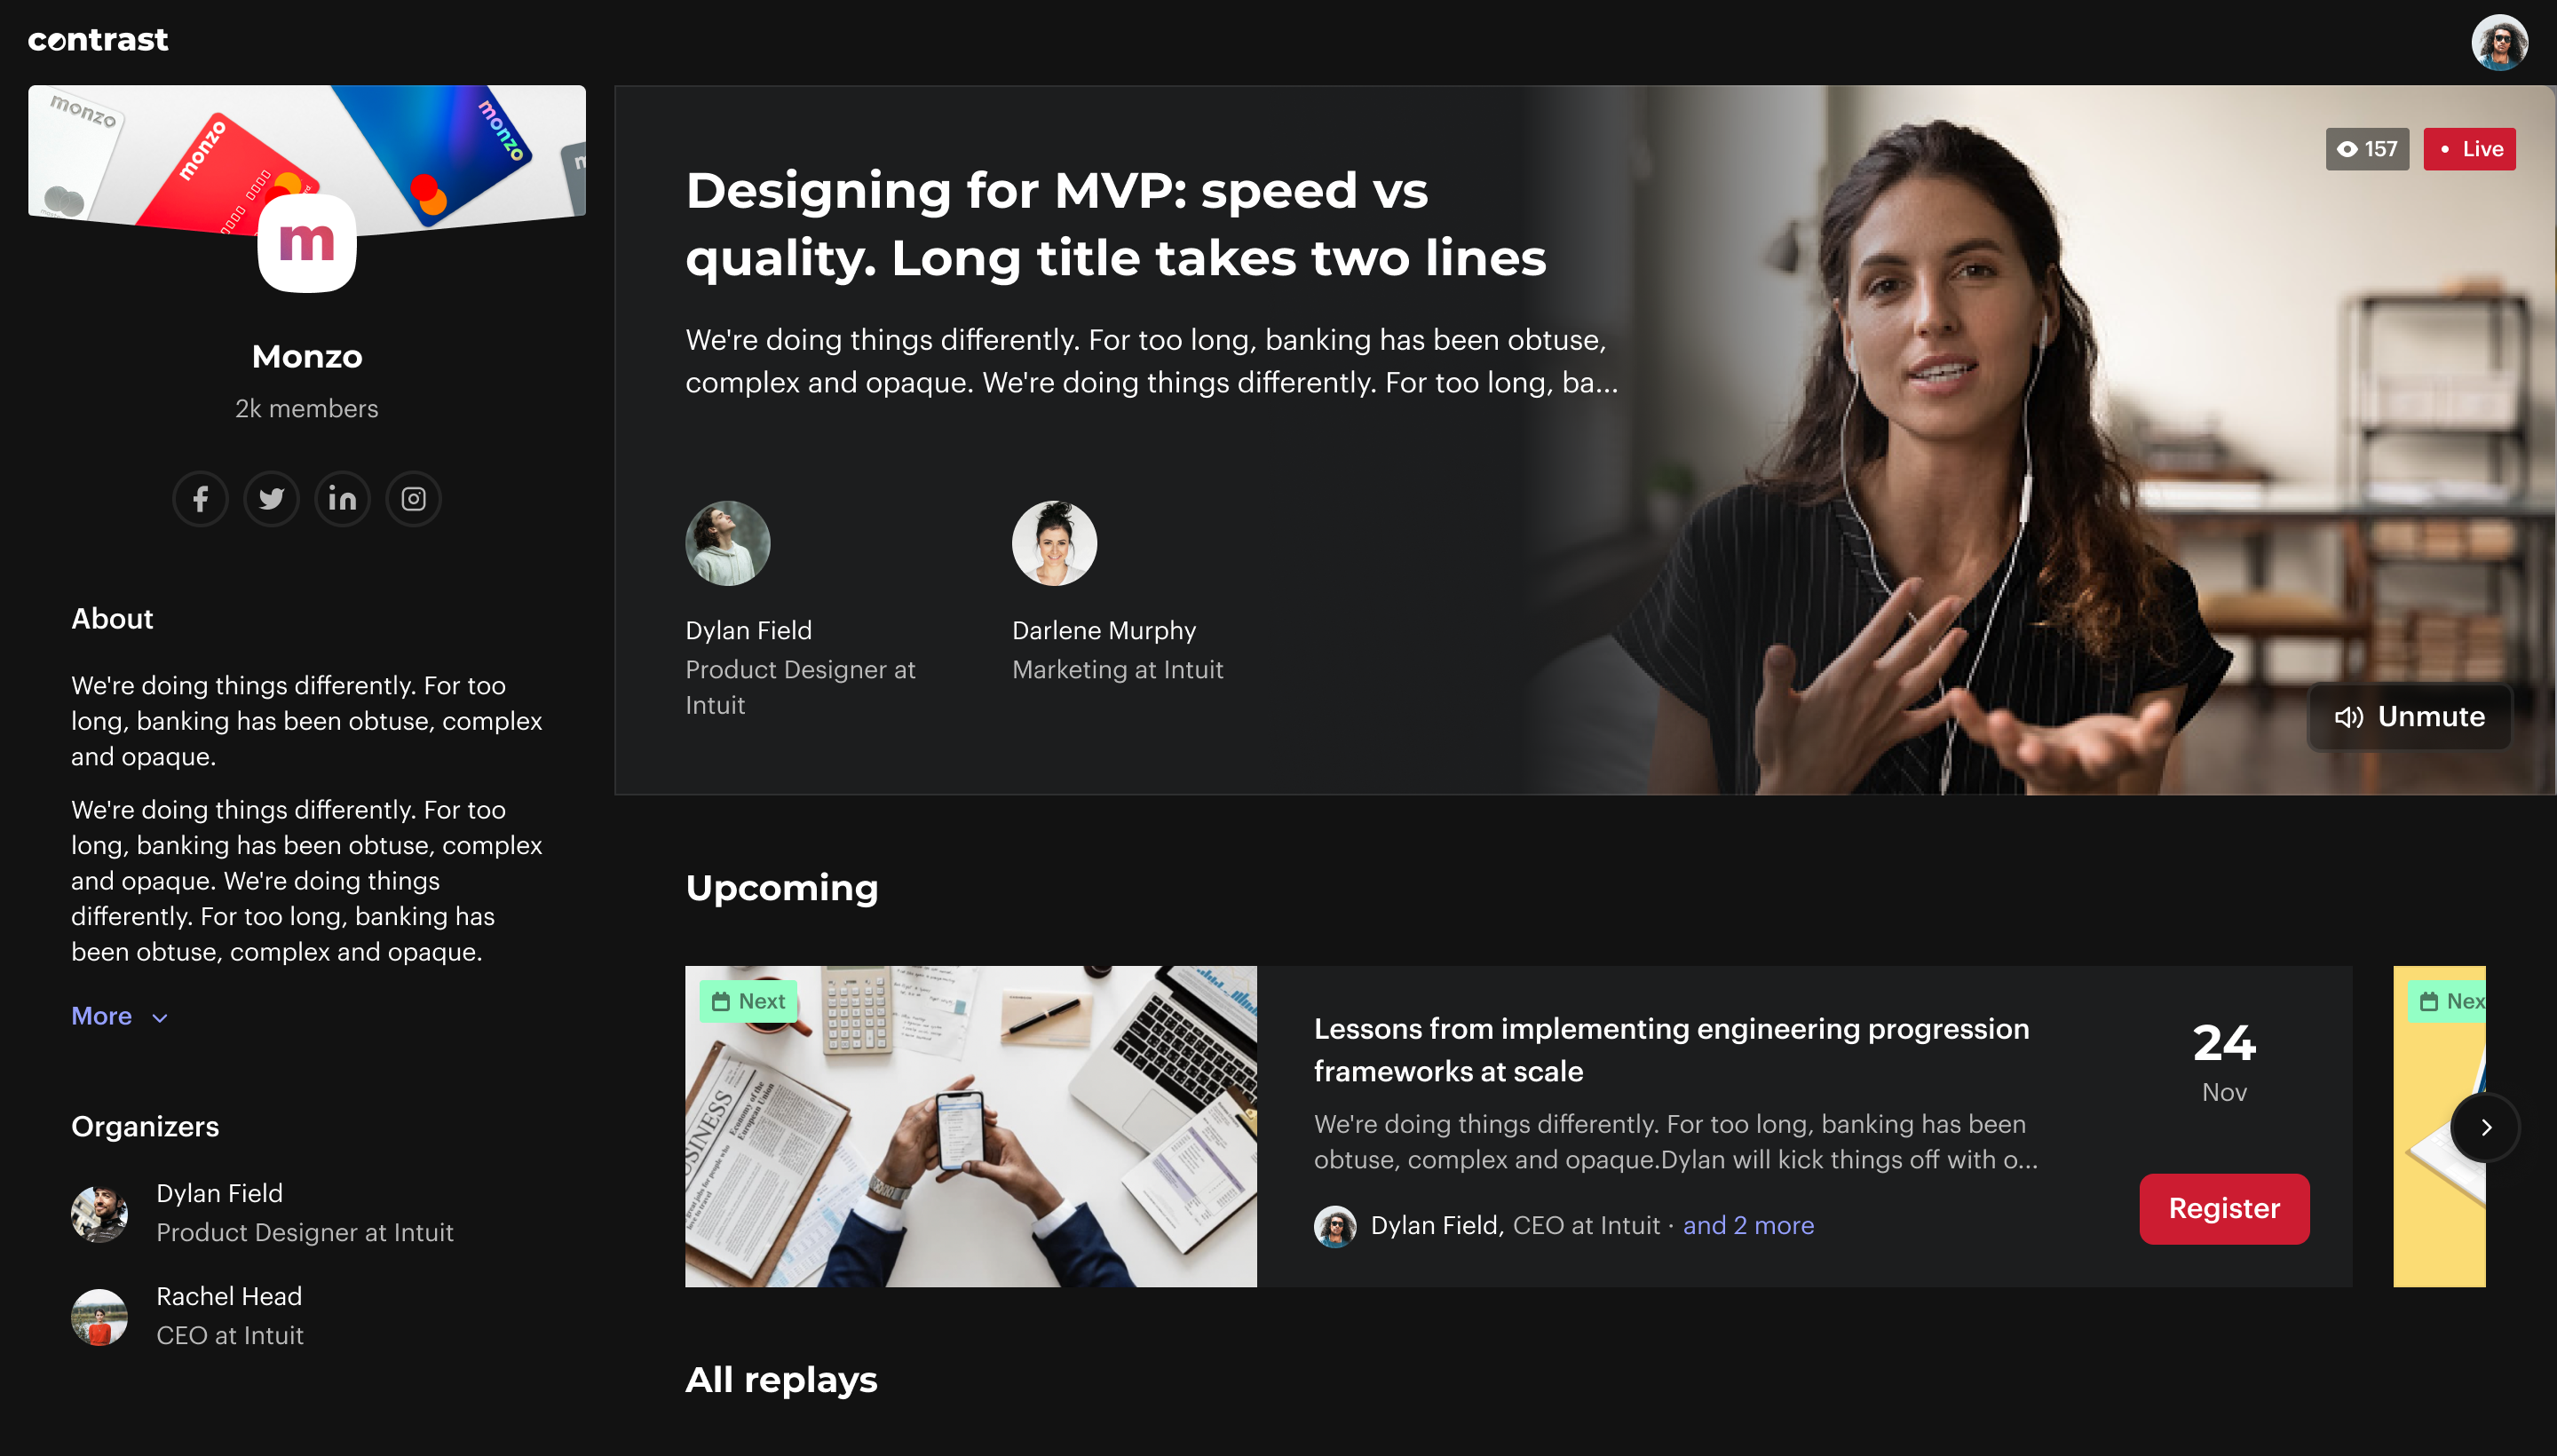 contrast
monzo
monzo
monzo
m
Monzo
2k members
About
We're doing things differently. For too
long, banking has been obtuse, complex
and opaque.
We're doing things differently. For too
long, banking has been obtuse, complex
and opaque. We're doing things
differently. For too long, banking has
been obtuse, complex and opaque.
More
Organizers
Dylan Field
Product Designer at Intuit
Rachel Head
CEO at Intuit
157
• Live
Designing for MVP: speed vs
quality. Long title takes two lines
We're doing things differently. For too long, banking has been obtuse,
complex and opaque. We're doing things differently. For too long, ba...
Dylan Field
Product Designer at
Intuit
Darlene Murphy
Marketing at Intuit
Unmute
Upcoming
Next
Lessons from implementing engineering progression
frameworks at scale
We're doing things differently. For too long, banking has been
obtuse, complex and opaque.Dylan will kick things off with o...
Dylan Field, CEO at Intuit · and 2 more
24
Nov
Register
Nex
All replays